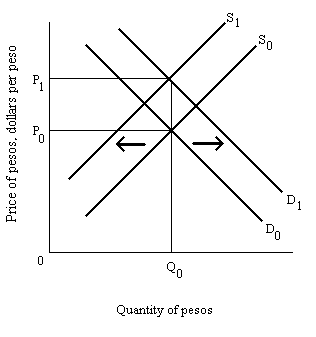 S1
S0
P1
P0
Price of pesos, dollars per peso
D1
D0
0
Q0
Quantity of pesos